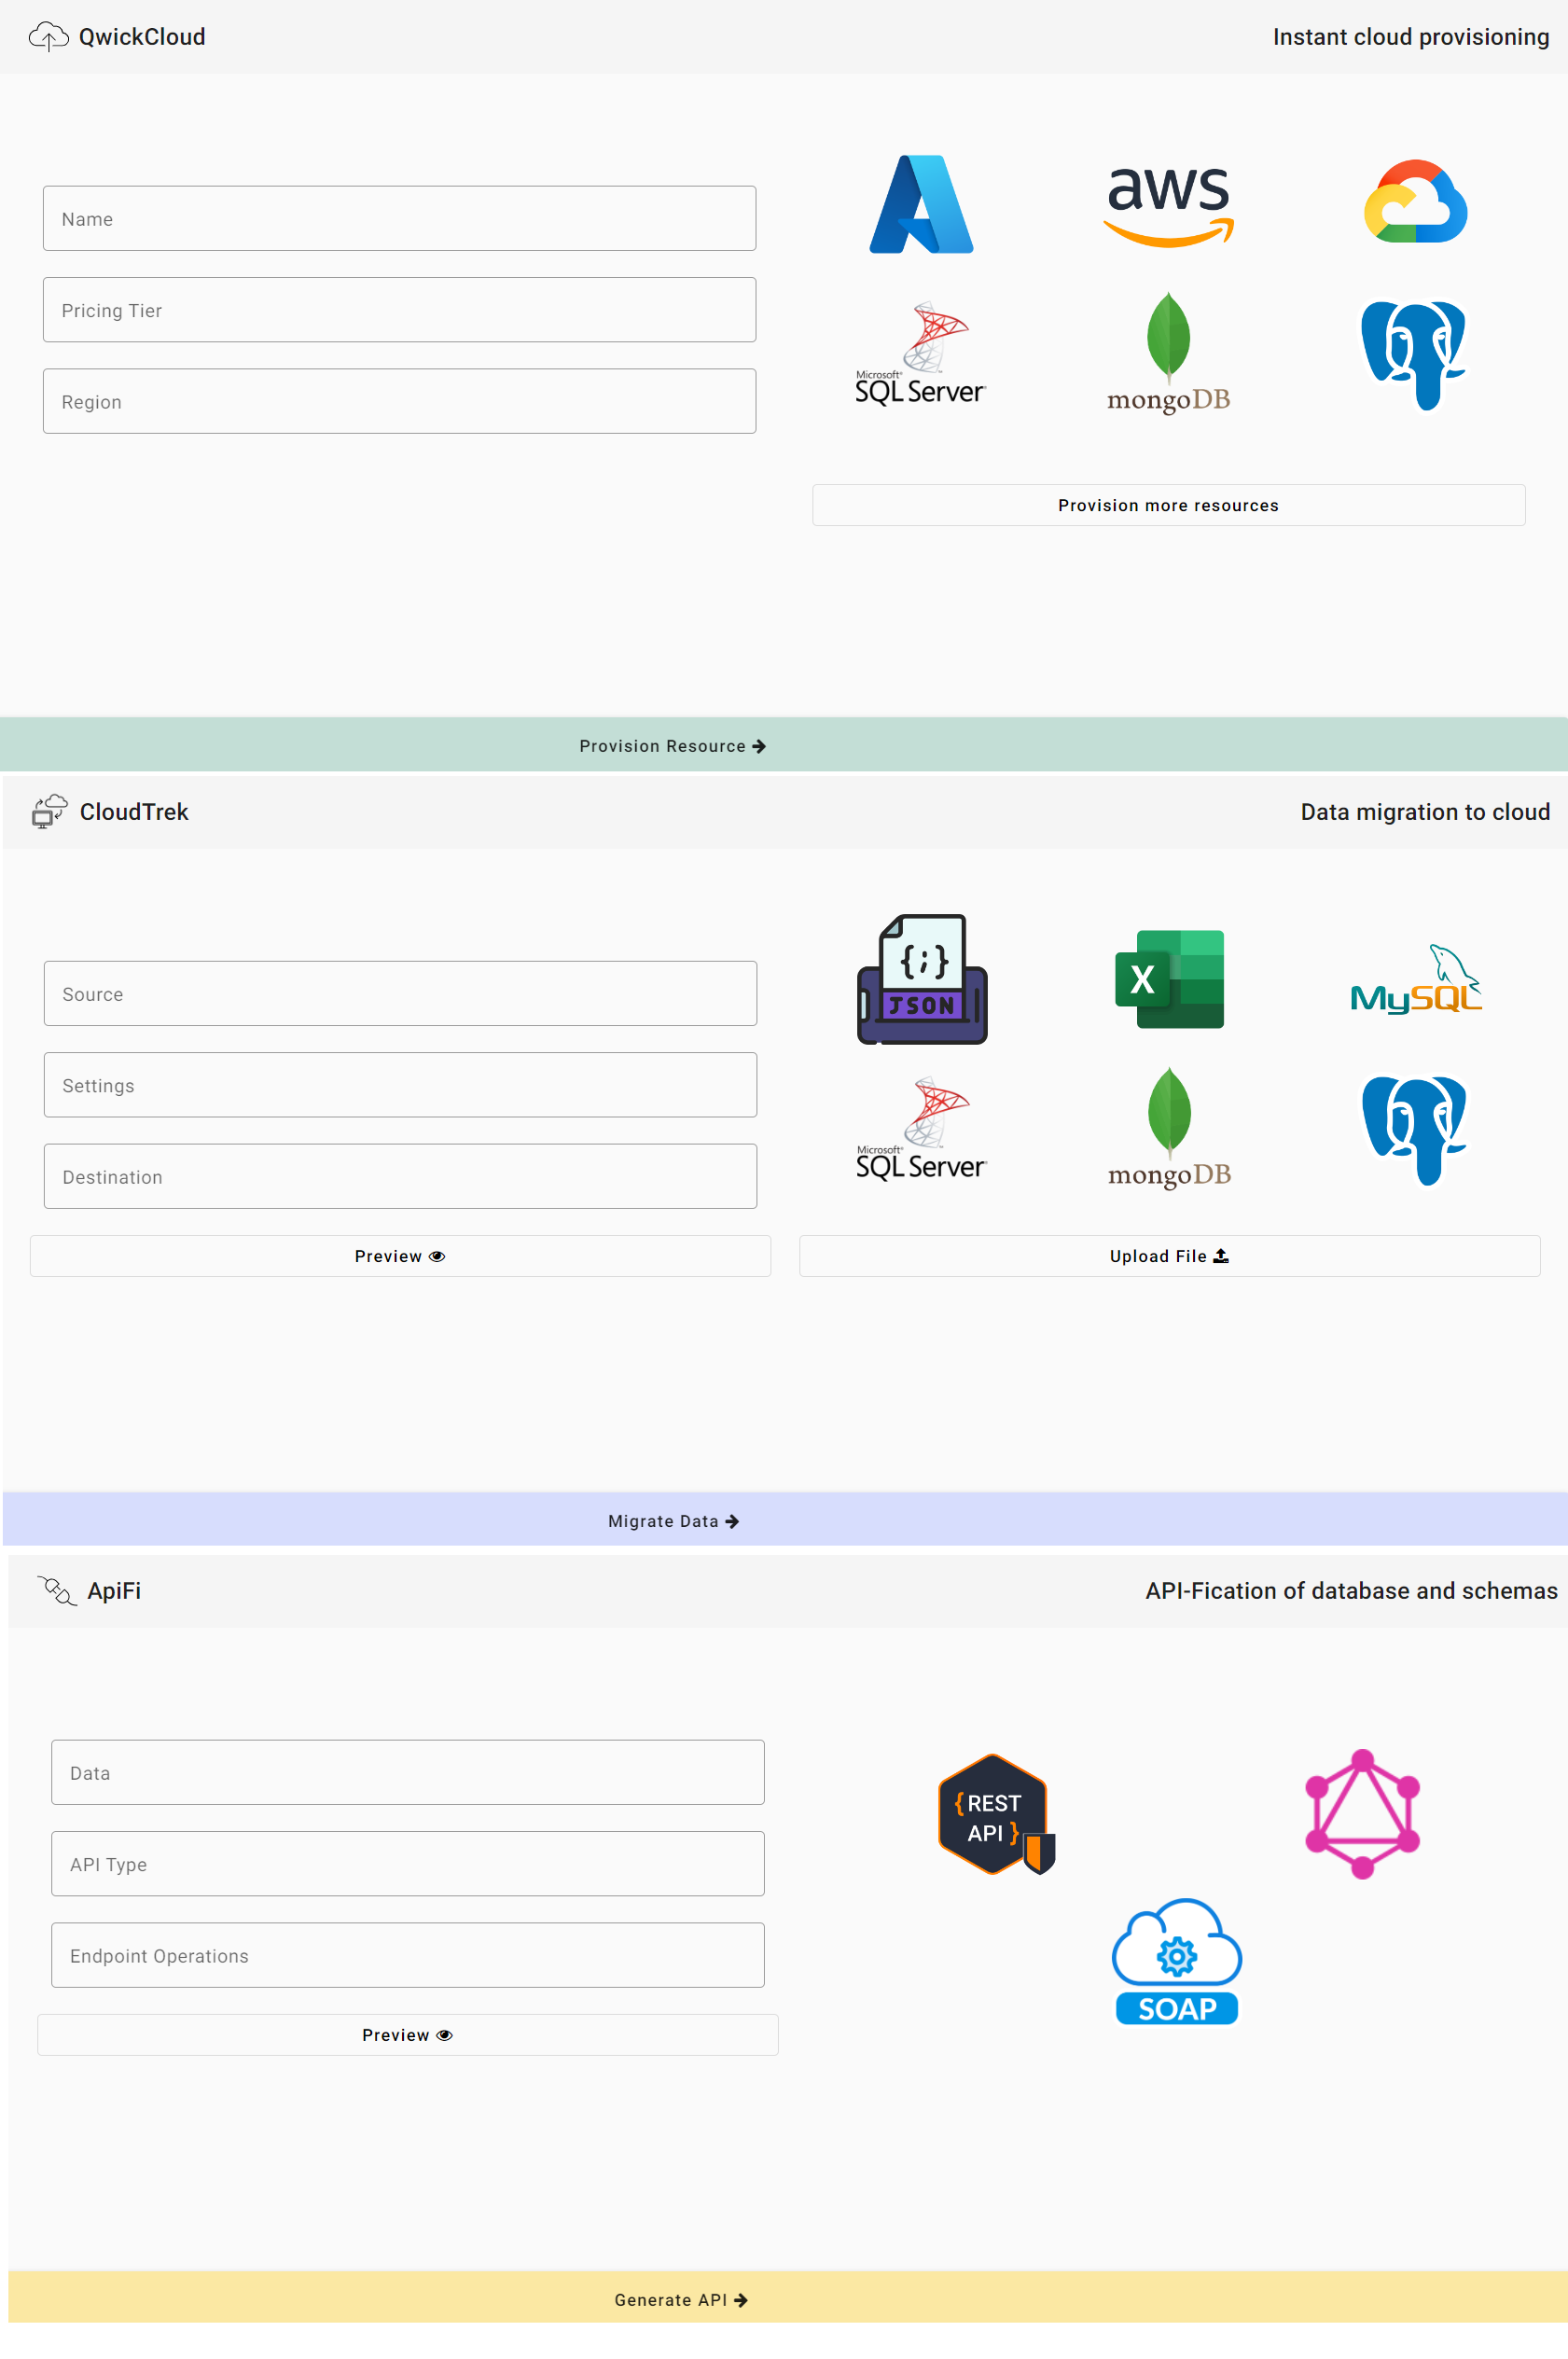 QwickCloud
Instant cloud provisioning
Name
Pricing Tier
Region
aws
Microsoft®
SQL Server®
mongoDB
Provision more resources
Provision Resource
CloudTrek
Data migration to cloud
Source
Settings
Destination
{;}
JSON
X
MySQL
Microsoft®
SQL Server®
mongoDB
Preview
Upload File
Migrate Data
ApiFi
API-Fication of database and schemas
Data
API Type
Endpoint Operations
{ REST
API }
SOAP
Preview
Generate API